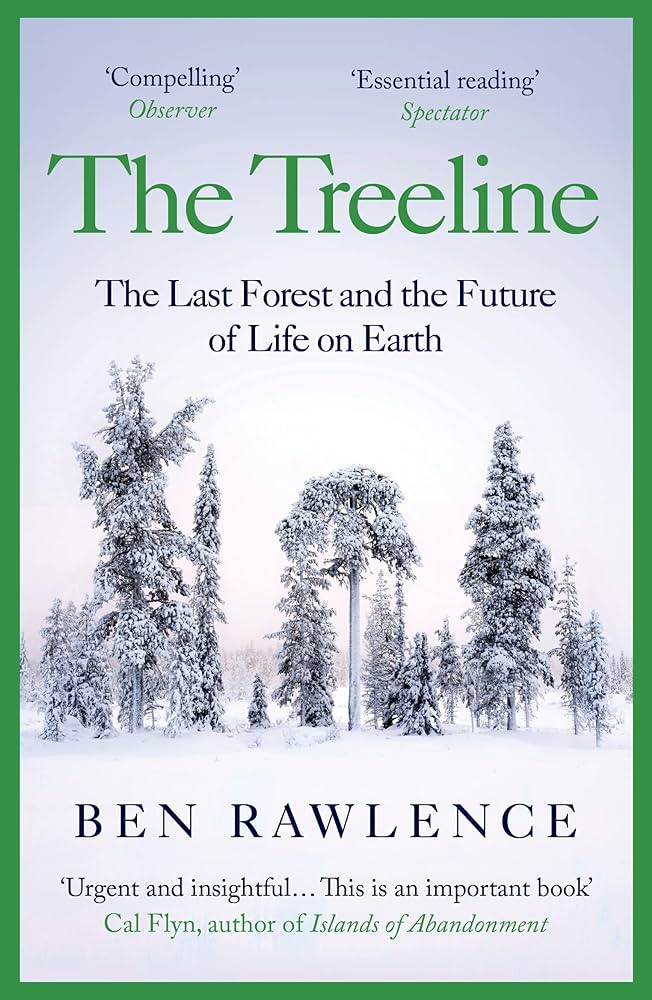 ‘Compelling’
Observer
‘Essential reading’
Spectator
The Treeline
The Last Forest and the Future
of Life on Earth
BEN RAWLENCE
‘Urgent and insightful… This is an important book’
Cal Flyn, author of Islands of Abandonment